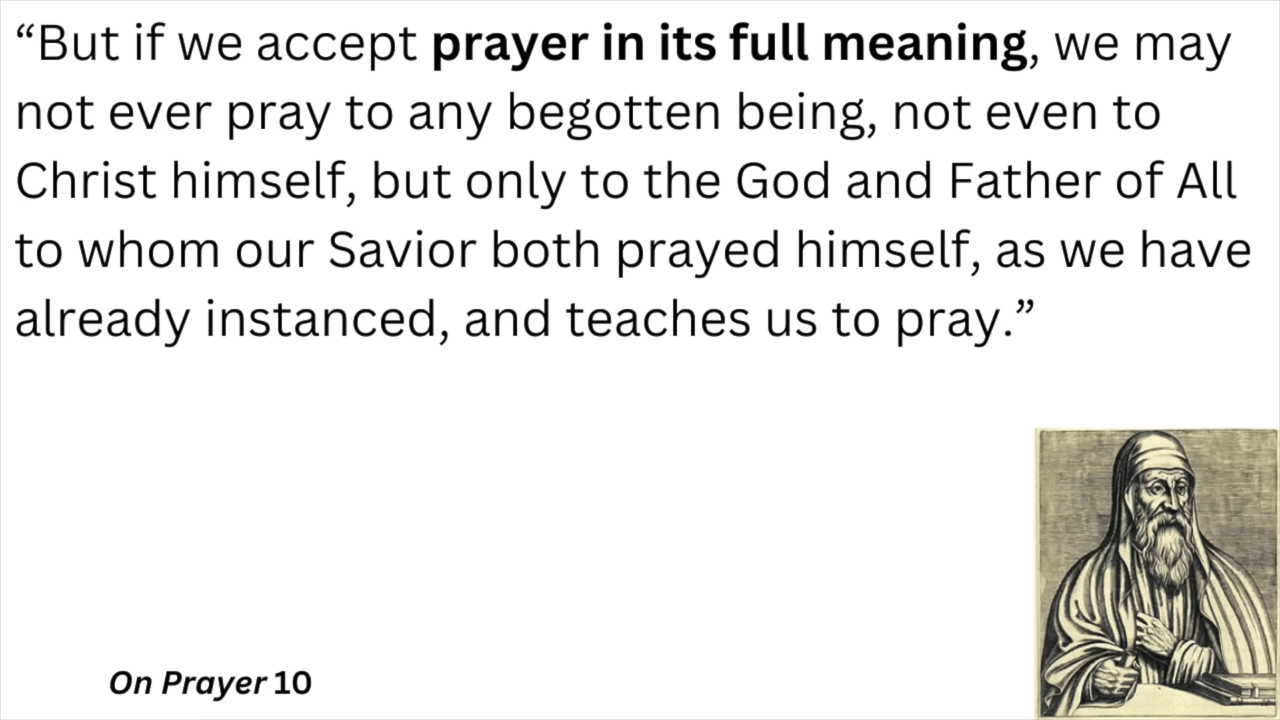 “But if we accept prayer in its full meaning, we may
not ever pray to any begotten being, not even to
Christ himself, but only to the God and Father of All
to whom our Savior both prayed himself, as we have
already instanced, and teaches us to pray.”
On Prayer 10